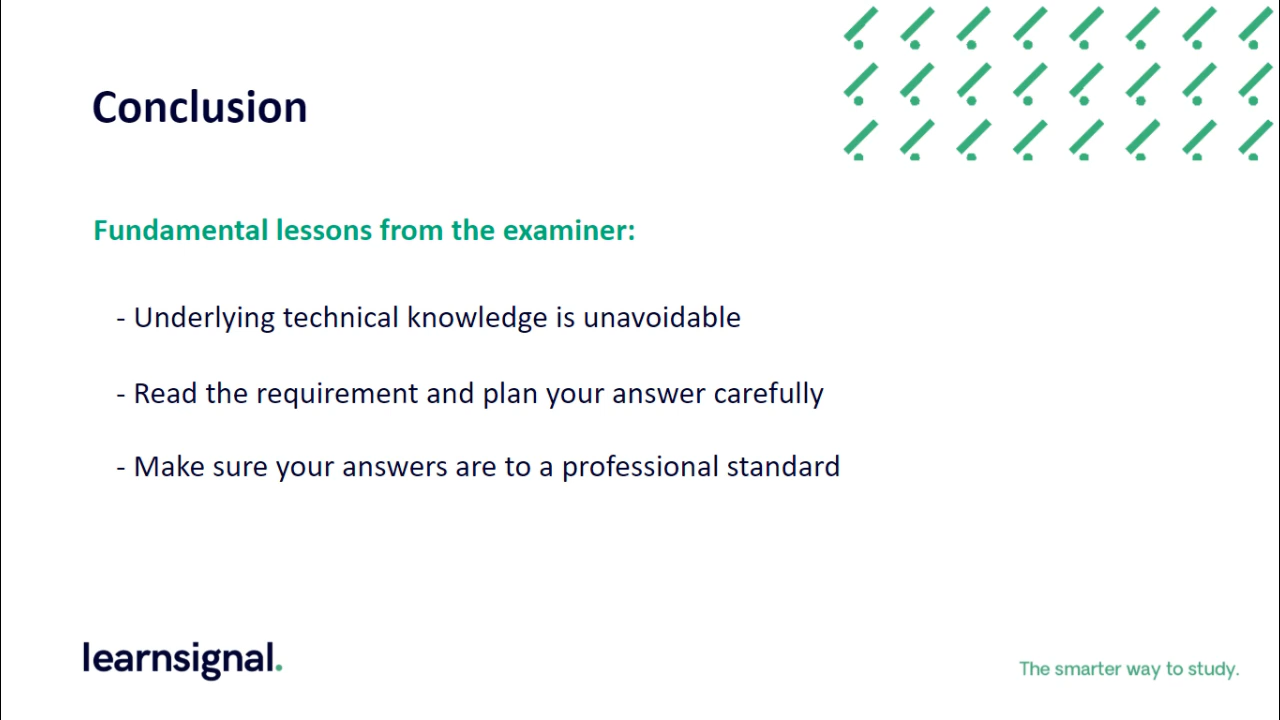 Conclusion
Fundamental lessons from the examiner:
- Underlying technical knowledge is unavoidable
- Read the requirement and plan your answer carefully
- Make sure your answers are to a professional standard
learnsignal.
The smarter way to study.